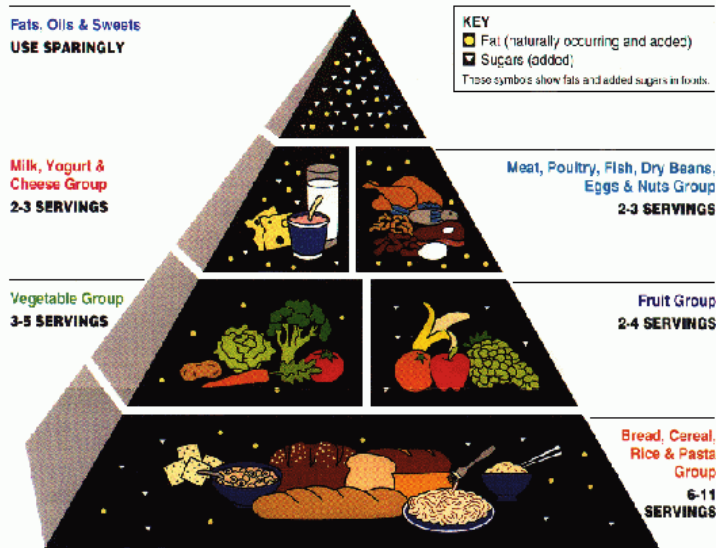 Fats, Oils & Sweets
USE SPARINGLY
KEY
Fat (naturally occurring and added)
Sugars (added)
These symbols show fats and added sugars in foods.
Milk, Yogurt &
Cheese Group
2-3 SERVINGS
Meat, Poultry, Fish, Dry Beans,
Eggs & Nuts Group
2-3 SERVINGS
Vegetable Group
3-5 SERVINGS
Fruit Group
2-4 SERVINGS
Bread, Cereal,
Rice & Pasta
Group
6-11
SERVINGS